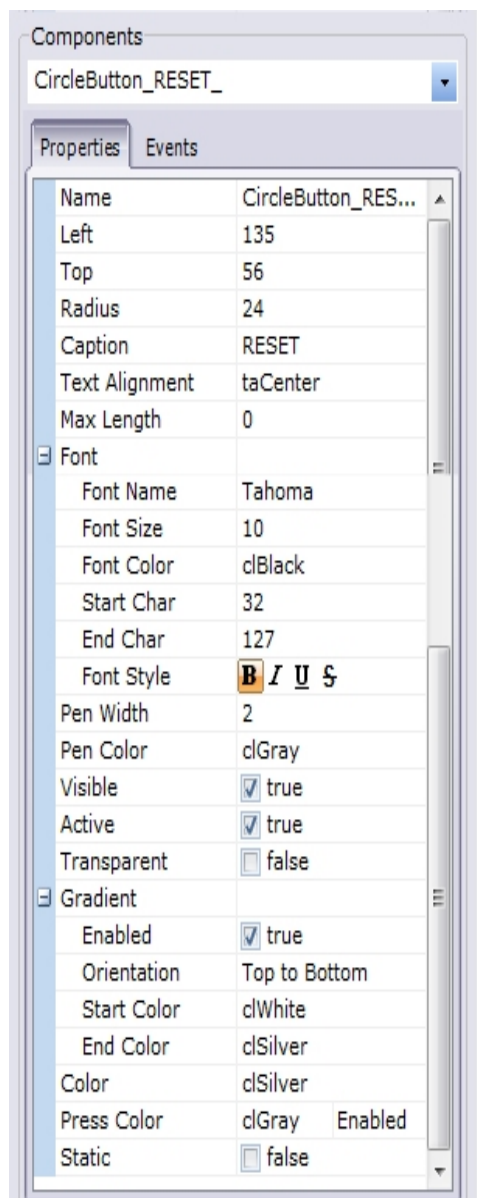 Components
CircleButton_RESET_
Properties Events
Name CircleButton_RES...
Left 135
Top 56
Radius 24
Caption RESET
Text Alignment taCenter
Max Length 0
Font
Font Name Tahoma
Font Size 10
Font Color clBlack
Start Char 32
End Char 127
Font Style B I U S
Pen Width 2
Pen Color clGray
Visible true
Active true
Transparent false
Gradient
Enabled true
Orientation Top to Bottom
Start Color clWhite
End Color clSilver
Color clSilver
Press Color clGray Enabled
Static false